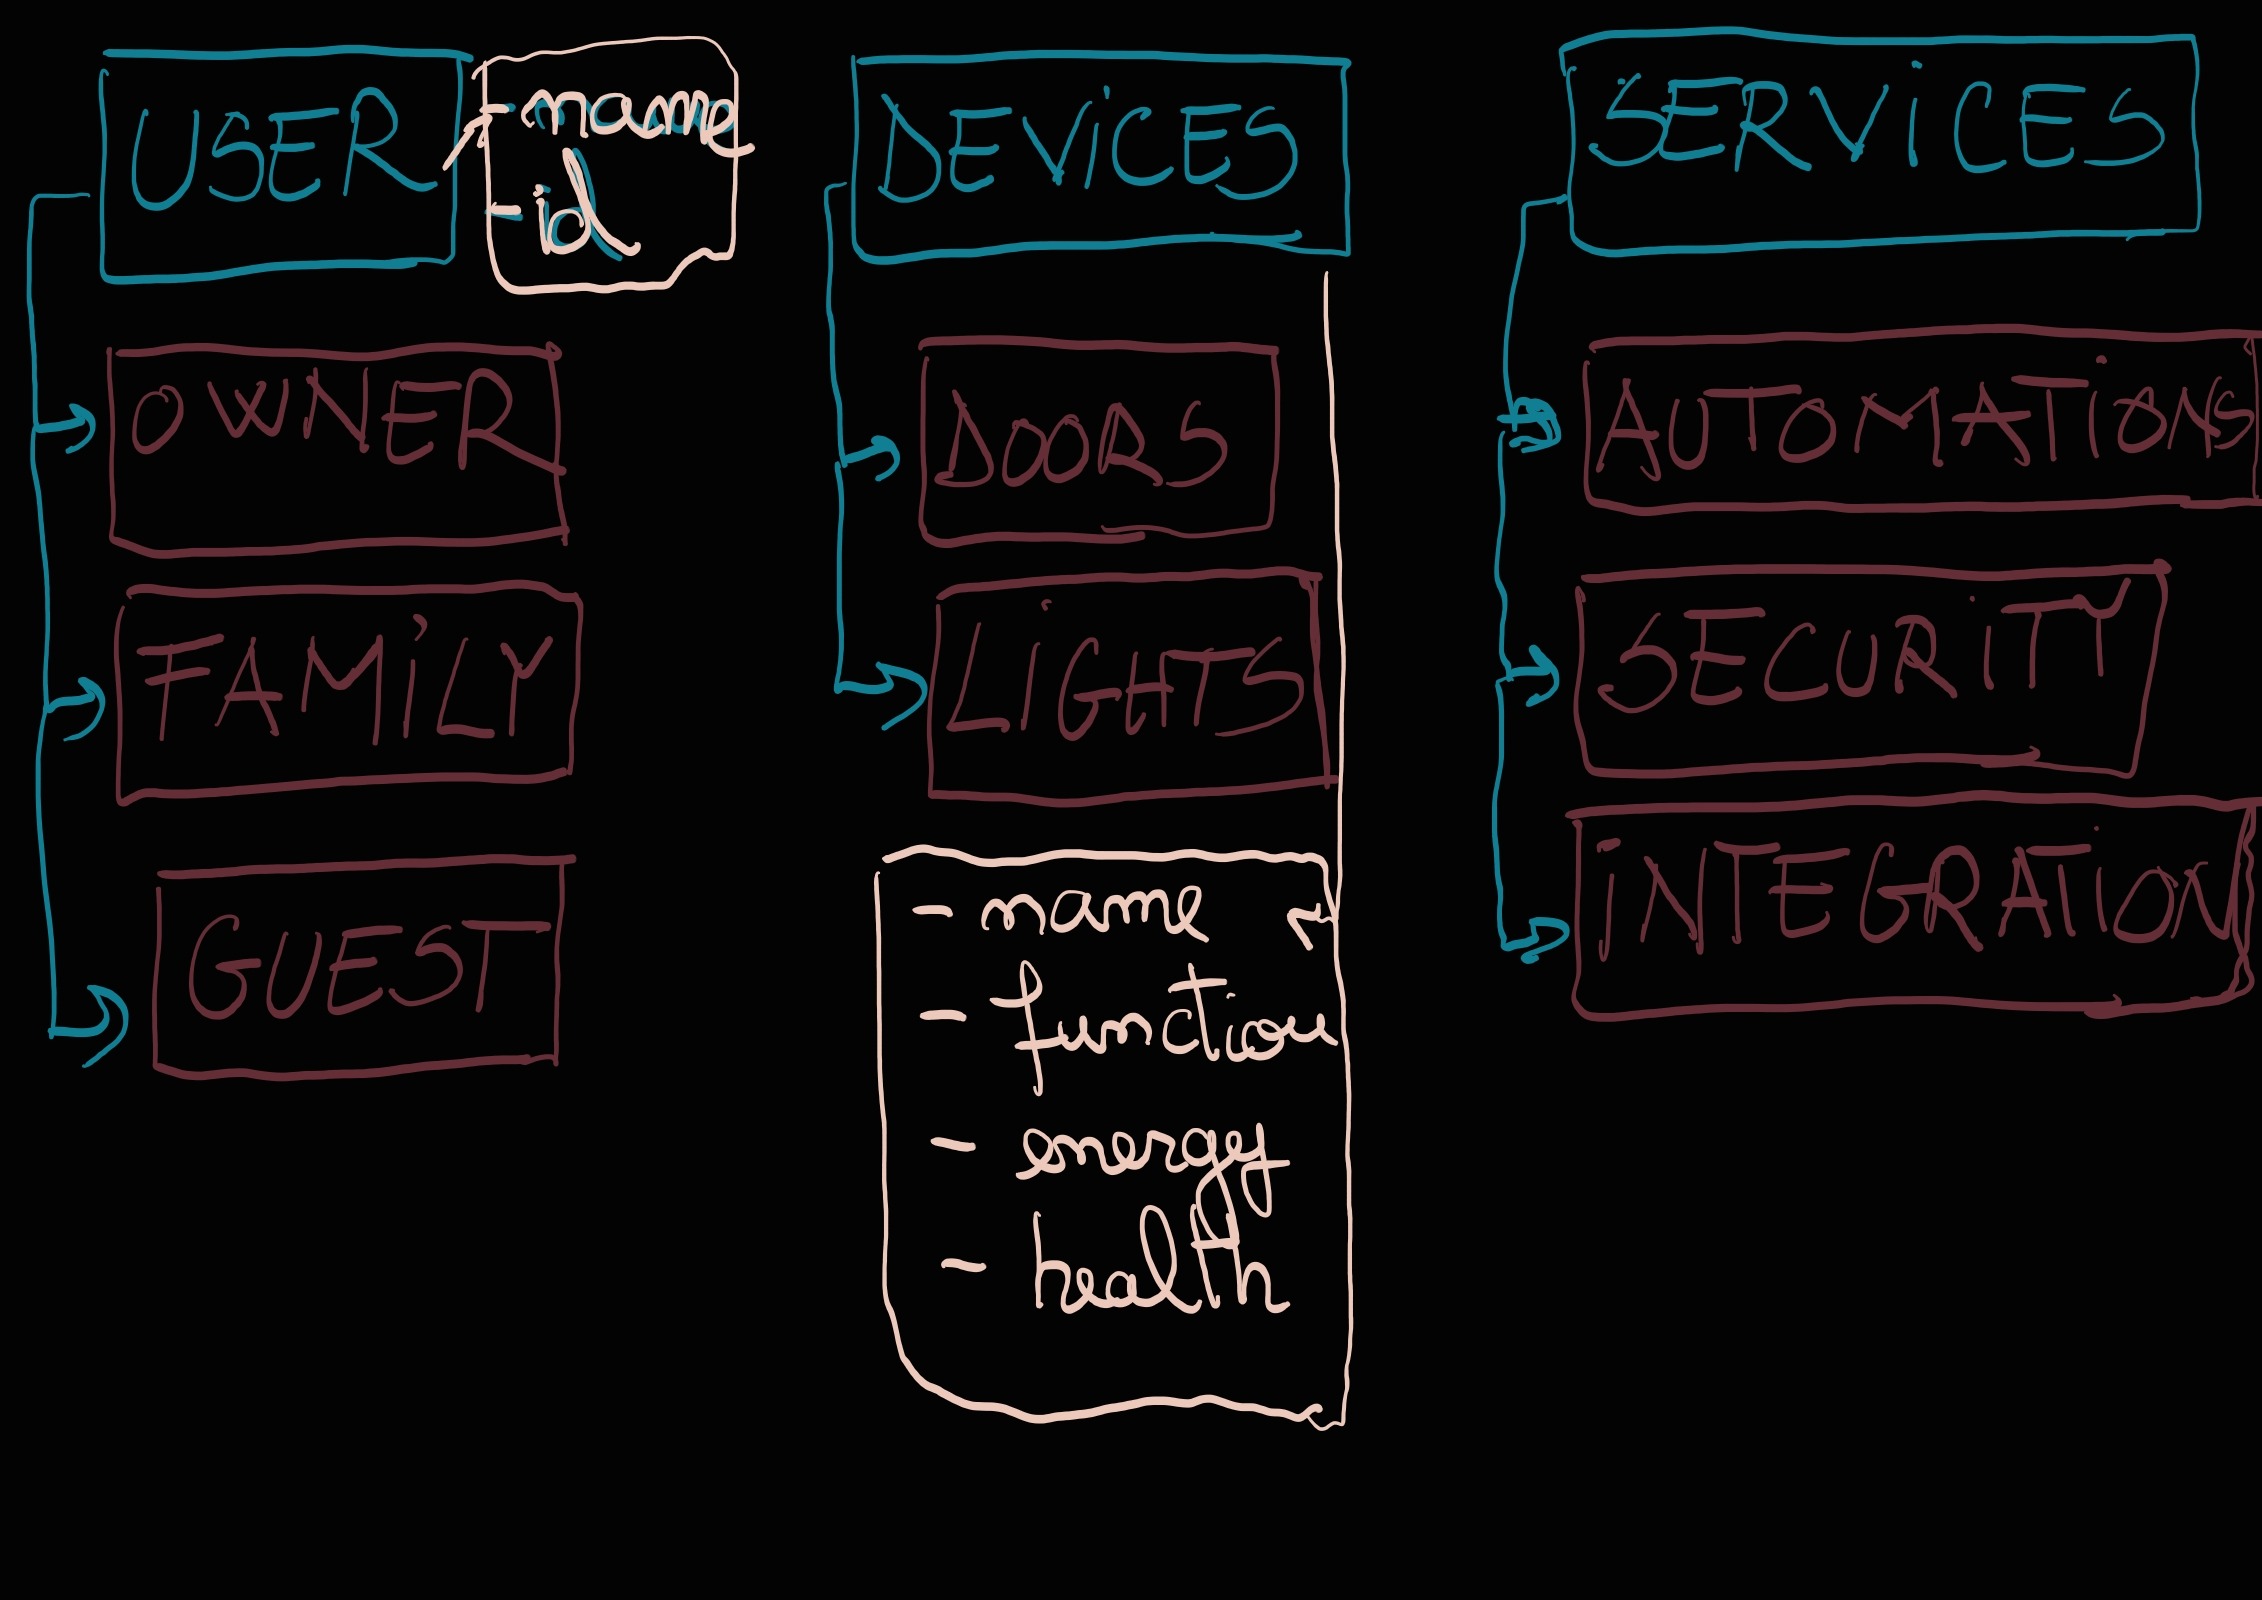 USER
- name
- id
OWNER
FAMiLY
GUEST
DEViCES
DOORS
LiGHTS
- name
- function
- energy
- health
SERViCES
AUTOMATiONS
SECURiTY
iNTEGRATiON